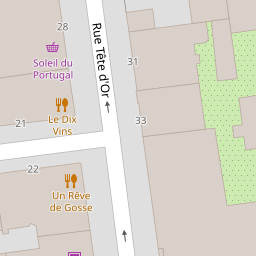 28
Rue Tête d'Or
Soleil du
Portugal
31
Le Dix
Vins
21
33
22
Un Rêve
de Gosse